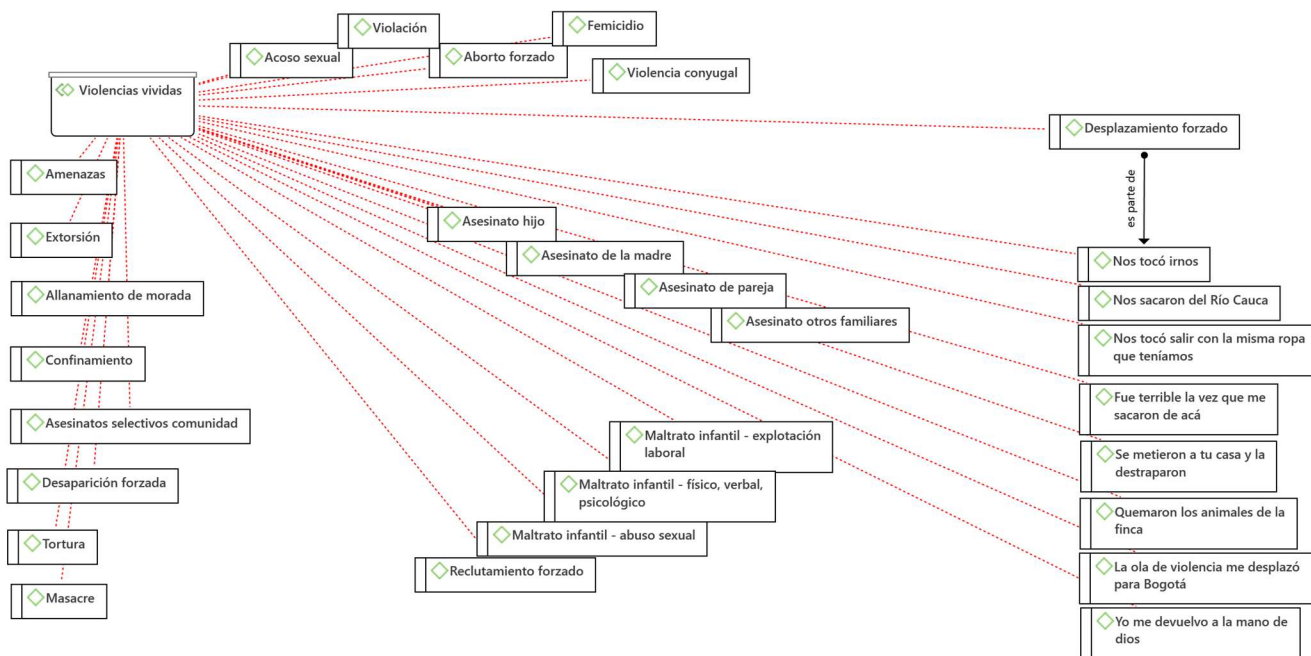 Violencias vividas
Acoso sexual
Violación
Aborto forzado
Femicidio
Violencia conyugal
Desplazamiento forzado
es parte de
Amenazas
Extorsión
Allanamiento de morada
Confinamiento
Asesinatos selectivos comunidad
Desaparición forzada
Tortura
Masacre
Asesinato hijo
Asesinato de la madre
Asesinato de pareja
Asesinato otros familiares
Maltrato infantil - explotación
laboral
Maltrato infantil - físico, verbal,
psicológico
Maltrato infantil - abuso sexual
Reclutamiento forzado
Nos tocó irnos
Nos sacaron del Río Cauca
Nos tocó salir con la misma ropa
que teníamos
Fue terrible la vez que me
sacaron de acá
Se metieron a tu casa y la
destraparon
Quemaron los animales de la
finca
La ola de violencia me desplazó
para Bogotá
Yo me devuelvo a la mano de
dios